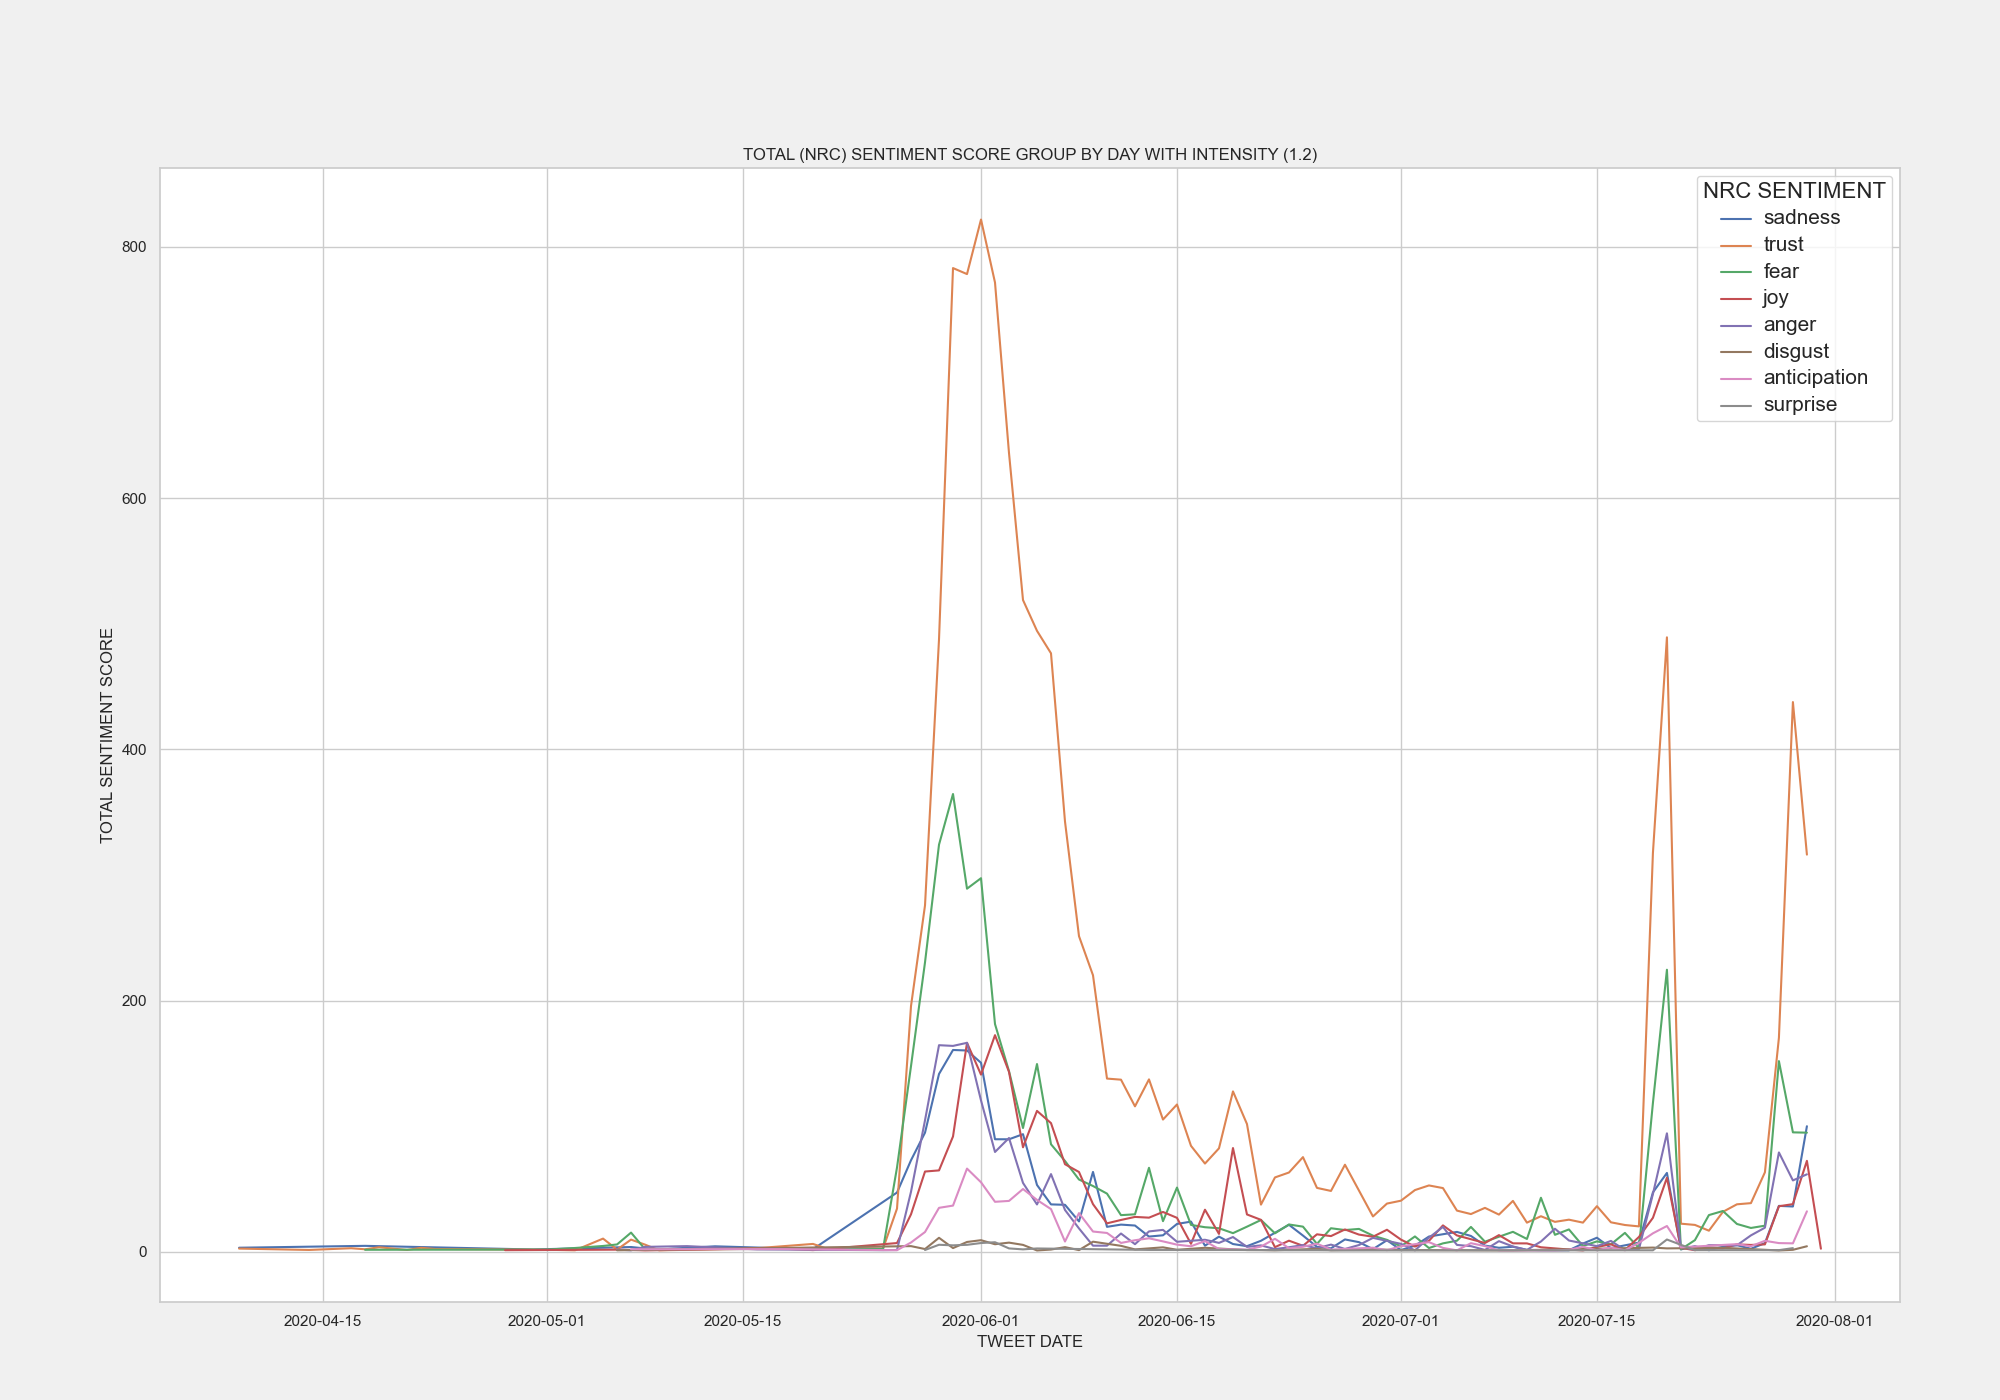 TOTAL (NRC) SENTIMENT SCORE GROUP BY DAY WITH INTENSITY (1.2)
NRC SENTIMENT
sadness
trust
fear
joy
anger
disgust
anticipation
surprise
TOTAL SENTIMENT SCORE
800
600
400
200
0
2020-04-15
2020-05-01
2020-05-15
2020-06-01
2020-06-15
2020-07-01
2020-07-15
2020-08-01
TWEET DATE